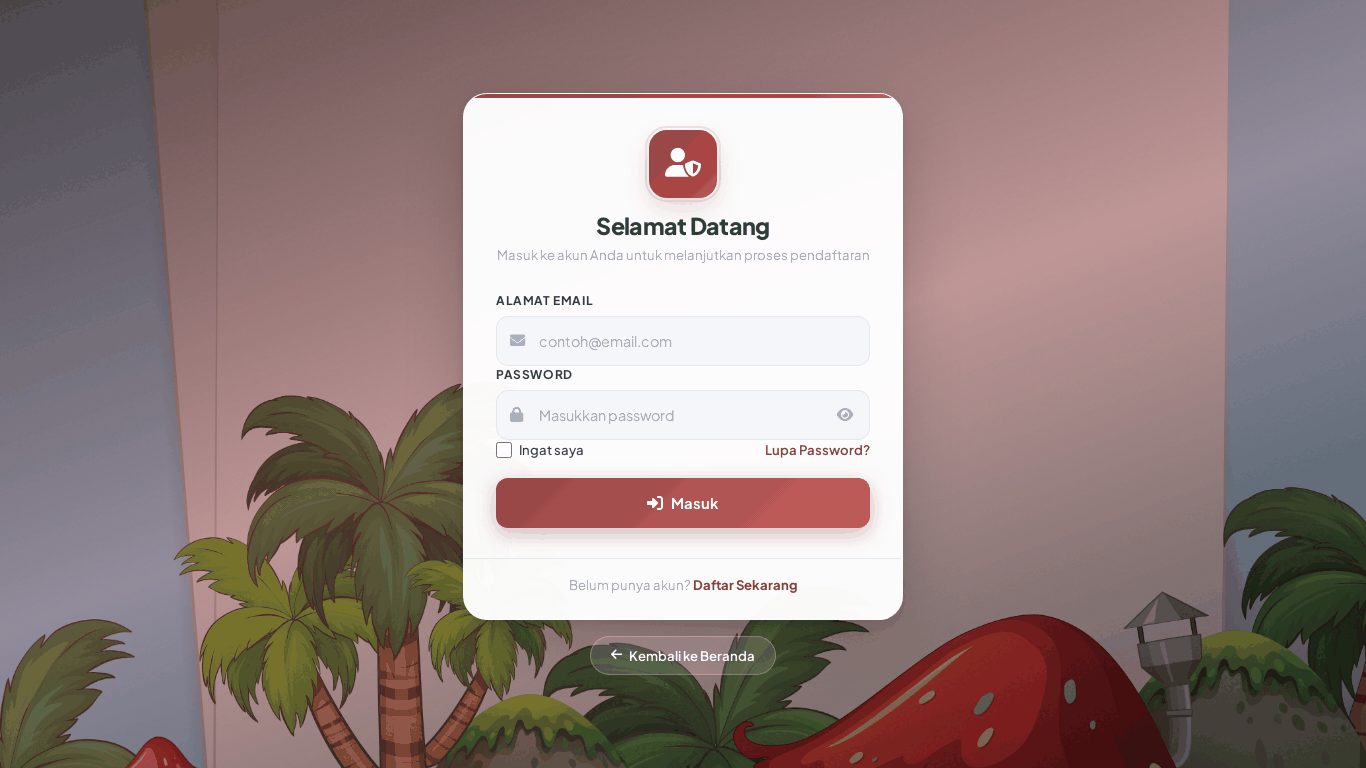 Selamat Datang
Masuk ke akun Anda untuk melanjutkan proses pendaftaran
ALAMAT EMAIL
contoh@email.com
PASSWORD
Masukkan password
Ingat saya
Lupa Password?
Masuk
Belum punya akun? Daftar Sekarang
Kembali ke Beranda